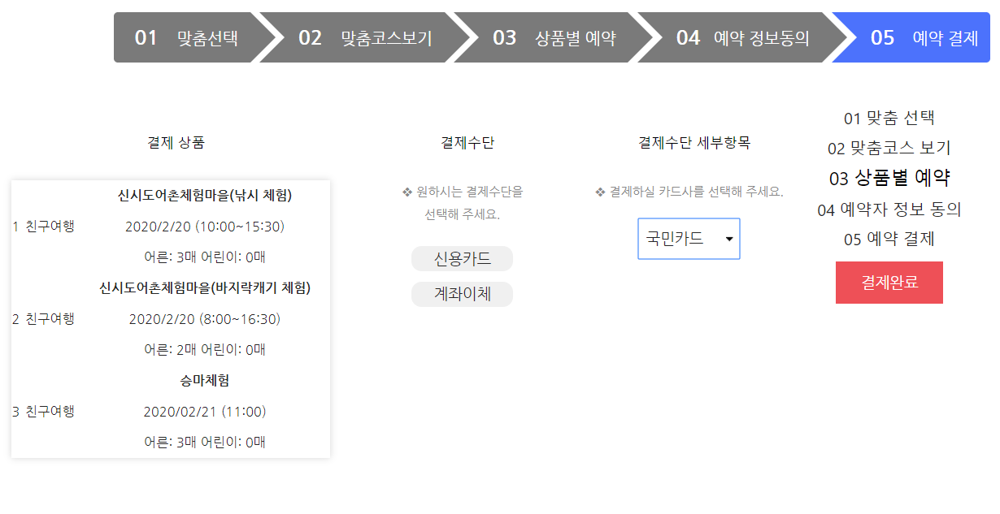 01 맞춤선택 02 맞춤코스보기 03 상품별 예약 04 예약 정보동의 05 예약 결제
결제 상품
신시도어촌체험마을(낚시 체험)
1 친구여행 2020/2/20 (10:00~15:30)
어른: 3매 어린이: 0매
신시도어촌체험마을(바지락캐기 체험)
2 친구여행 2020/2/20 (8:00~16:30)
어른: 2매 어린이: 0매
승마체험
3 친구여행 2020/02/21 (11:00)
어른: 3매 어린이: 0매
결제수단
❖ 원하시는 결제수단을
선택해 주세요.
신용카드
계좌이체
결제수단 세부항목
❖ 결제하실 카드사를 선택해 주세요.
국민카드
01 맞춤 선택
02 맞춤코스 보기
03 상품별 예약
04 예약자 정보 동의
05 예약 결제
결제완료